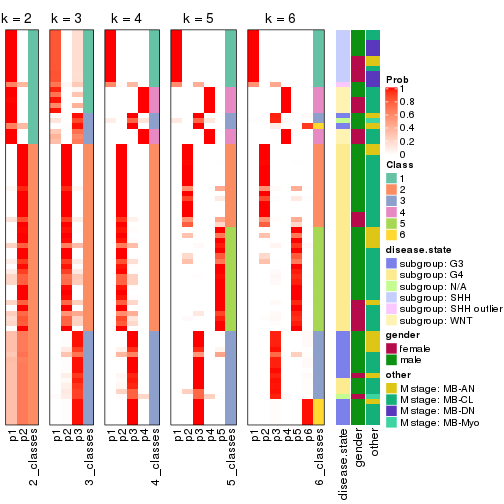 k = 2 k = 3 k = 4 k = 5 k = 6
Prob
1
0.8
0.6
0.4
0.2
0
Class
1
2
3
4
5
6
disease.state
subgroup: G3
subgroup: G4
subgroup: N/A
subgroup: SHH
subgroup: SHH outlier
subgroup: WNT
gender
female
male
other
M stage: MB-AN
M stage: MB-CL
M stage: MB-DN
M stage: MB-Myo
p1 p2 2_classes p1 p2 p3 3_classes p1 p2 p3 p4 4_classes p1 p2 p3 p4 p5 5_classes p1 p2 p3 p4 p5 p6 6_classes disease.state gender other